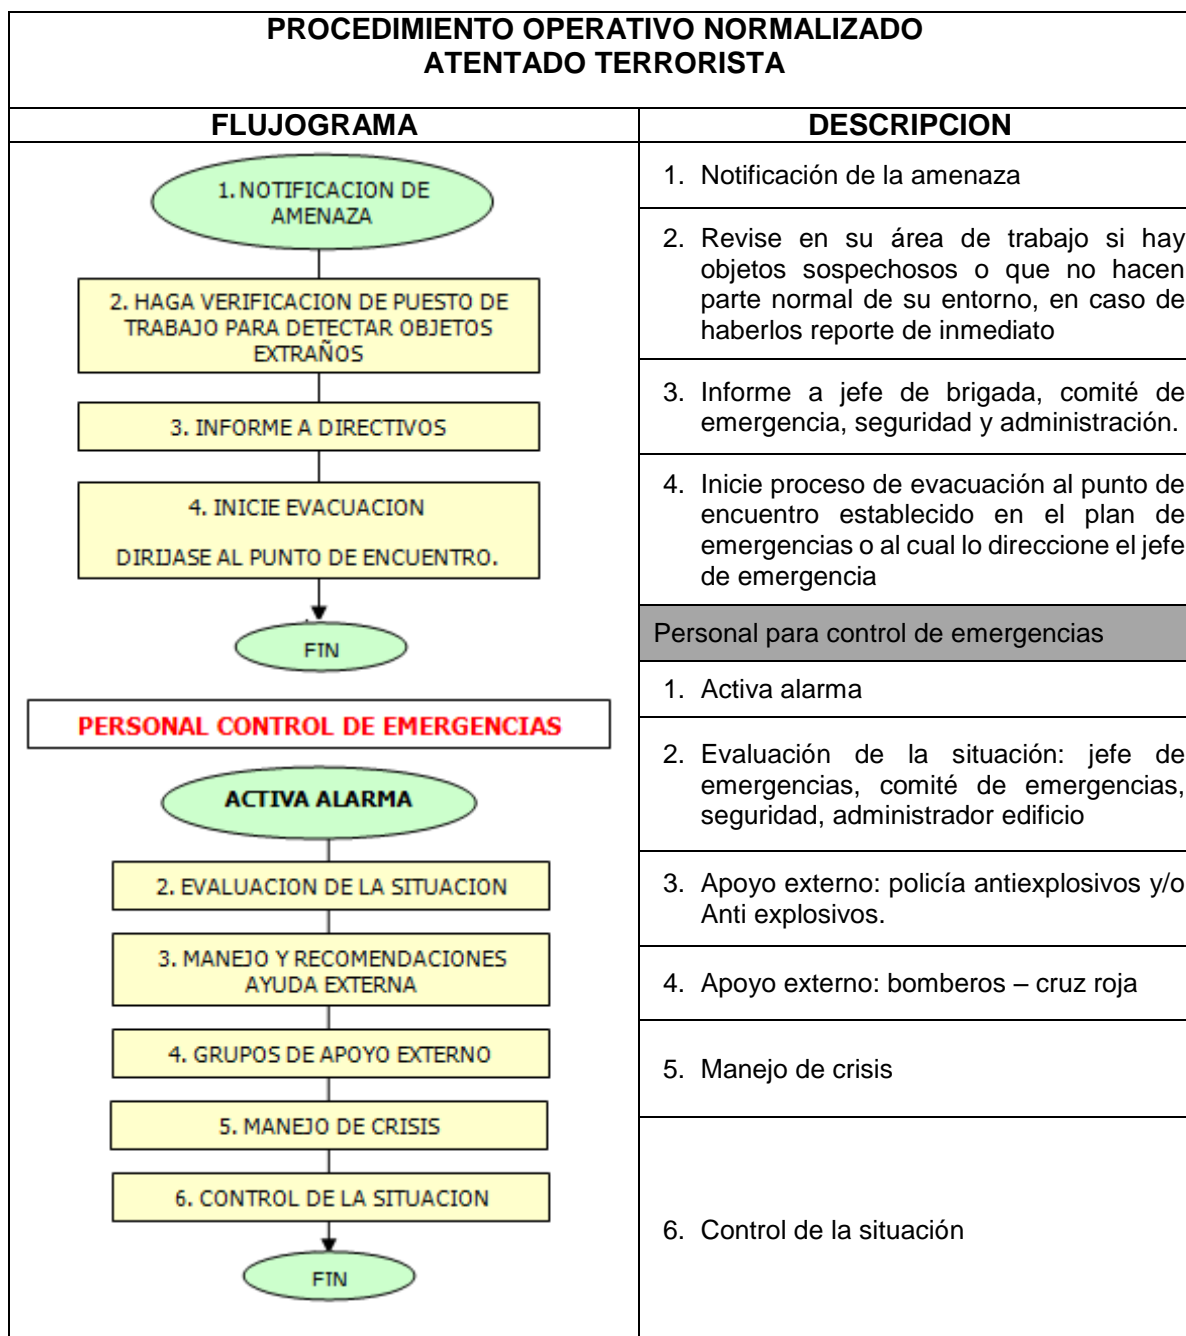 PROCEDIMIENTO OPERATIVO NORMALIZADO
ATENTADO TERRORISTA
FLUJOGRAMA
1. NOTIFICACION DE
AMENAZA
2. HAGA VERIFICACION DE PUESTO DE
TRABAJO PARA DETECTAR OBJETOS
EXTRAÑOS
3. INFORME A DIRECTIVOS
4. INICIE EVACUACION
DIRIJASE AL PUNTO DE ENCUENTRO.
FIN
PERSONAL CONTROL DE EMERGENCIAS
ACTIVA ALARMA
2. EVALUACION DE LA SITUACION
3. MANEJO Y RECOMENDACIONES
AYUDA EXTERNA
4. GRUPOS DE APOYO EXTERNO
5. MANEJO DE CRISIS
6. CONTROL DE LA SITUACION
FIN
DESCRIPCION
1. Notificación de la amenaza
2. Revise en su área de trabajo si hay
objetos sospechosos o que no hacen
parte normal de su entorno, en caso de
haberlos reporte de inmediato
3. Informe a jefe de brigada, comité de
emergencia, seguridad y administración.
4. Inicie proceso de evacuación al punto de
encuentro establecido en el plan de
emergencias o al cual lo direccione el jefe
de emergencia
Personal para control de emergencias
1. Activa alarma
2. Evaluación de la situación: jefe de
emergencias, comité de emergencias,
seguridad, administrador edificio
3. Apoyo externo: policía antiexplosivos y/o
Anti explosivos.
4. Apoyo externo: bomberos – cruz roja
5. Manejo de crisis
6. Control de la situación